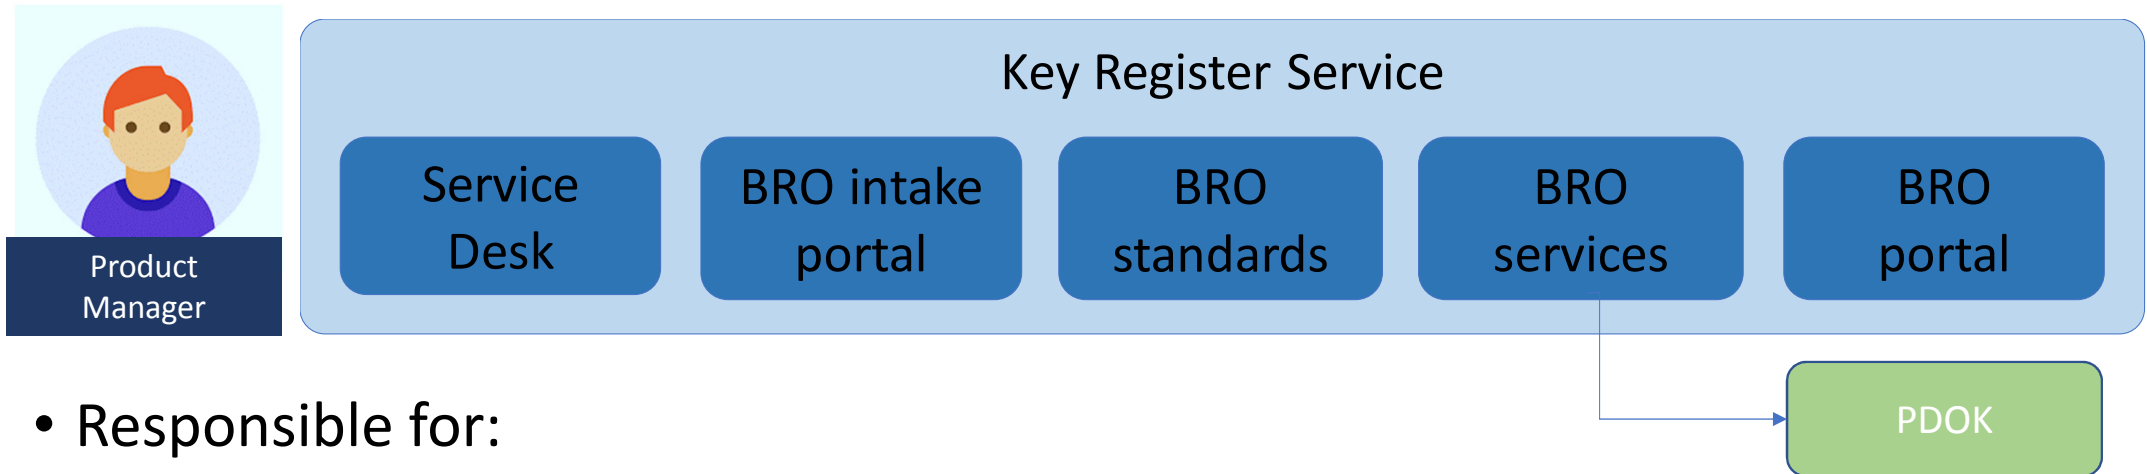 Key Register Service
Service
Desk
BRO intake
portal
BRO
standards
BRO
services
BRO
portal
Product
Manager
PDOK
• Responsible for: